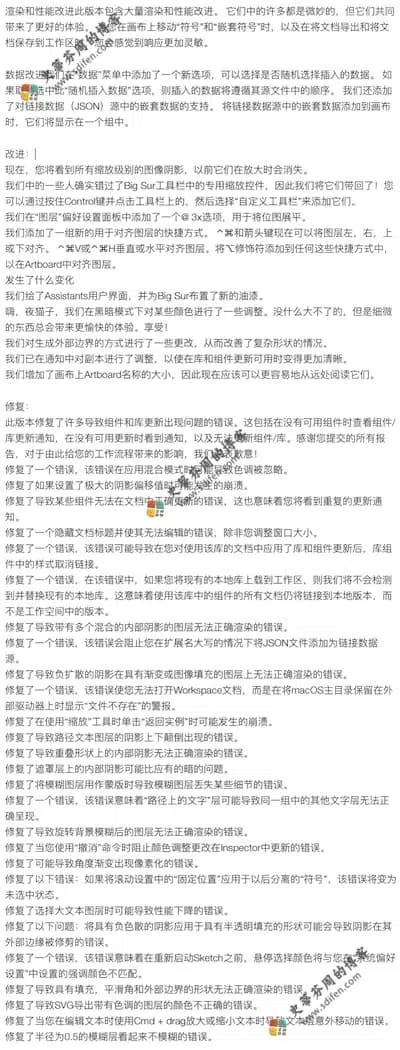 渲染和性能改进此版本包含大量渲染和性能改进。 它们中的许多都是微妙的，但它们共同
带来了更好的体验。 在画布上移动“符号”和“嵌套符号”时，以及在将文档导出和将文
档保存到工作区时，您会感觉到响应更加灵敏。
数据改进我们在“数据”菜单中添加了一个新选项，可以选择是否随机选择插入的数据。 如
果取消选中此“随机插入数据”选项，则插入的数据将遵循其源文件中的顺序。 我们还添加
了对链接数据（JSON）源中的嵌套数据的支持。 将链接数据源中的嵌套数据添加到画布
时，它们将显示在一个组中。
改进：
现在，您将看到所有缩放级别的图像阴影，以前它们在放大时会消失。
我们中的一些人确实错过了Big Sur工具栏中的专用缩放控件，因此我们将它们带回了！您
可以通过按住Control键并点击工具栏上的，然后选择“自定义工具栏”来添加它们。
我们在“图层”偏好设置面板中添加了一个@ 3x选项，用于将位图展平。
我们添加了一组新的用于对齐图层的快捷方式。 ⌃⌘和箭头键现在可以将图层左，右，上
或下对齐。 ⌃⌘V或⌃⌘H垂直或水平对齐图层。将⌥修饰符添加到任何这些快捷方式中，
以在Artboard中对齐图层。
发生了什么变化
我们给了Assistants用户界面，并为Big Sur布置了新的油漆。
嗨，夜猫子，我们在黑暗模式下对某些颜色进行了一些调整。没什么大不了的，但是细微
的东西总会带来更愉快的体验。享受！
我们对生成外部边界的方式进行了一些更改，从而改善了复杂形状的情况。
我们已在通知中对副本进行了调整，以使在库和组件更新可用时变得更加清晰。
我们增加了画布上Artboard名称的大小，因此现在应该可以更容易地从远处阅读它们。
修复：
此版本修复了许多导致组件和库更新出现问题的错误。这包括在没有可用组件时查看组件/
库更新通知，在没有可用更新时看到通知，以及无法更新组件/库。感谢您提交的所有报
告，对于由此给您的工作流程带来的影响，我们深表歉意！
修复了一个错误，该错误在应用混合模式时可能导致色调被忽略。
修复了如果设置了极大的阴影偏移值时可能发生的崩溃。
修复了导致某些组件无法在文档中正确更新的错误，这也意味着您将看到重复的更新通
知。
修复了一个隐藏文档标题并使其无法编辑的错误，除非您调整窗口大小。
修复了一个错误，该错误可能导致在您对使用该库的文档中应用了库和组件更新后，库组
件中的样式取消链接。
修复了一个错误，在该错误中，如果您将现有的本地库上载到工作区，则我们将不会检测
到并替换现有的本地库。这意味着使用该库中的组件的所有文档仍将链接到本地版本，而
不是工作空间中的版本。
修复了导致带有多个混合的内部阴影的图层无法正确渲染的错误。
修复了一个错误，该错误会阻止您在扩展名大写的情况下将JSON文件添加为链接数据
源。
修复了导致负扩散的阴影在具有渐变或图像填充的图层上无法正确渲染的错误。
修复了一个错误，该错误使您无法打开Workspace文档，而是在将macOS主目录保留在外
部驱动器上时显示“文件不存在”的警报。
修复了在使用“缩放”工具时单击“返回实例”时可能发生的崩溃。
修复了导致路径文本图层的阴影上下颠倒出现的错误。
修复了导致重叠形状上的内部阴影无法正确渲染的错误。
修复了遮罩层上的内部阴影可能比应有的暗的问题。
修复了将模糊图层用作蒙版时导致模糊图层丢失某些细节的错误。
修复了一个错误，该错误意味着“路径上的文字”层可能导致同一组中的其他文字层无法正
确呈现。
修复了导致旋转背景模糊后的图层无法正确渲染的错误。
修复了当您使用“撤消”命令时阻止颜色调整更改在Inspector中更新的错误。
修复了可能导致角度渐变出现像素化的错误。
修复了以下错误：如果将滚动设置中的“固定位置”应用于以后分离的“符号”，该错误将变为
未选中状态。
修复了选择大文本图层时可能导致性能下降的错误。
修复了以下问题：将具有负色散的阴影应用于具有半透明填充的形状可能会导致阴影在其
外部边缘被修剪的错误。
修复了一个错误，该错误意味着在重新启动Sketch之前，悬停选择颜色将与您在“系统偏好
设置”中设置的强调颜色不匹配。
修复了导致具有填充，平滑角和外部边界的形状无法正确渲染的错误。
修复了导致SVG导出带有色调的图层的颜色不正确的错误。
修复了当您在编辑文本时使用Cmd + drag放大或缩小文本时导致文本意外移动的错误。
修复了半径为0.5的模糊层看起来不模糊的错误。
史蒂芬周的博客
www.sdifen.com